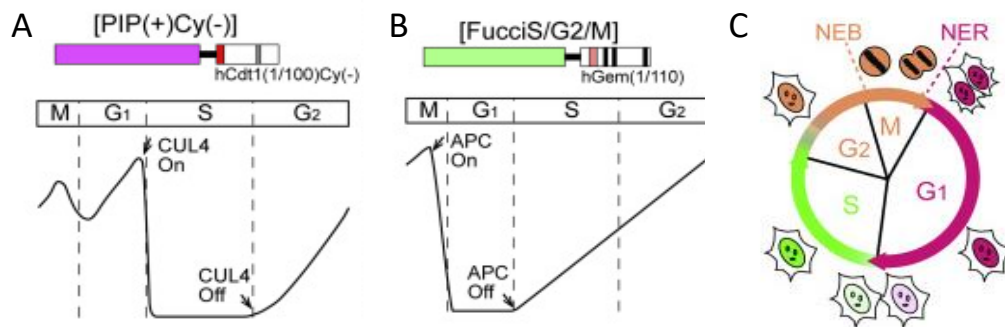 A
[PIP(+)Cy(-)]
hCdt1(1/100)Cy(-)
M G1 S G2
CUL4
On
CUL4
Off
B
[FucciS/G2/M]
hGem(1/110)
M G1 S G2
APC
On
APC
Off
C
NEB NER
M
G2
G1
S